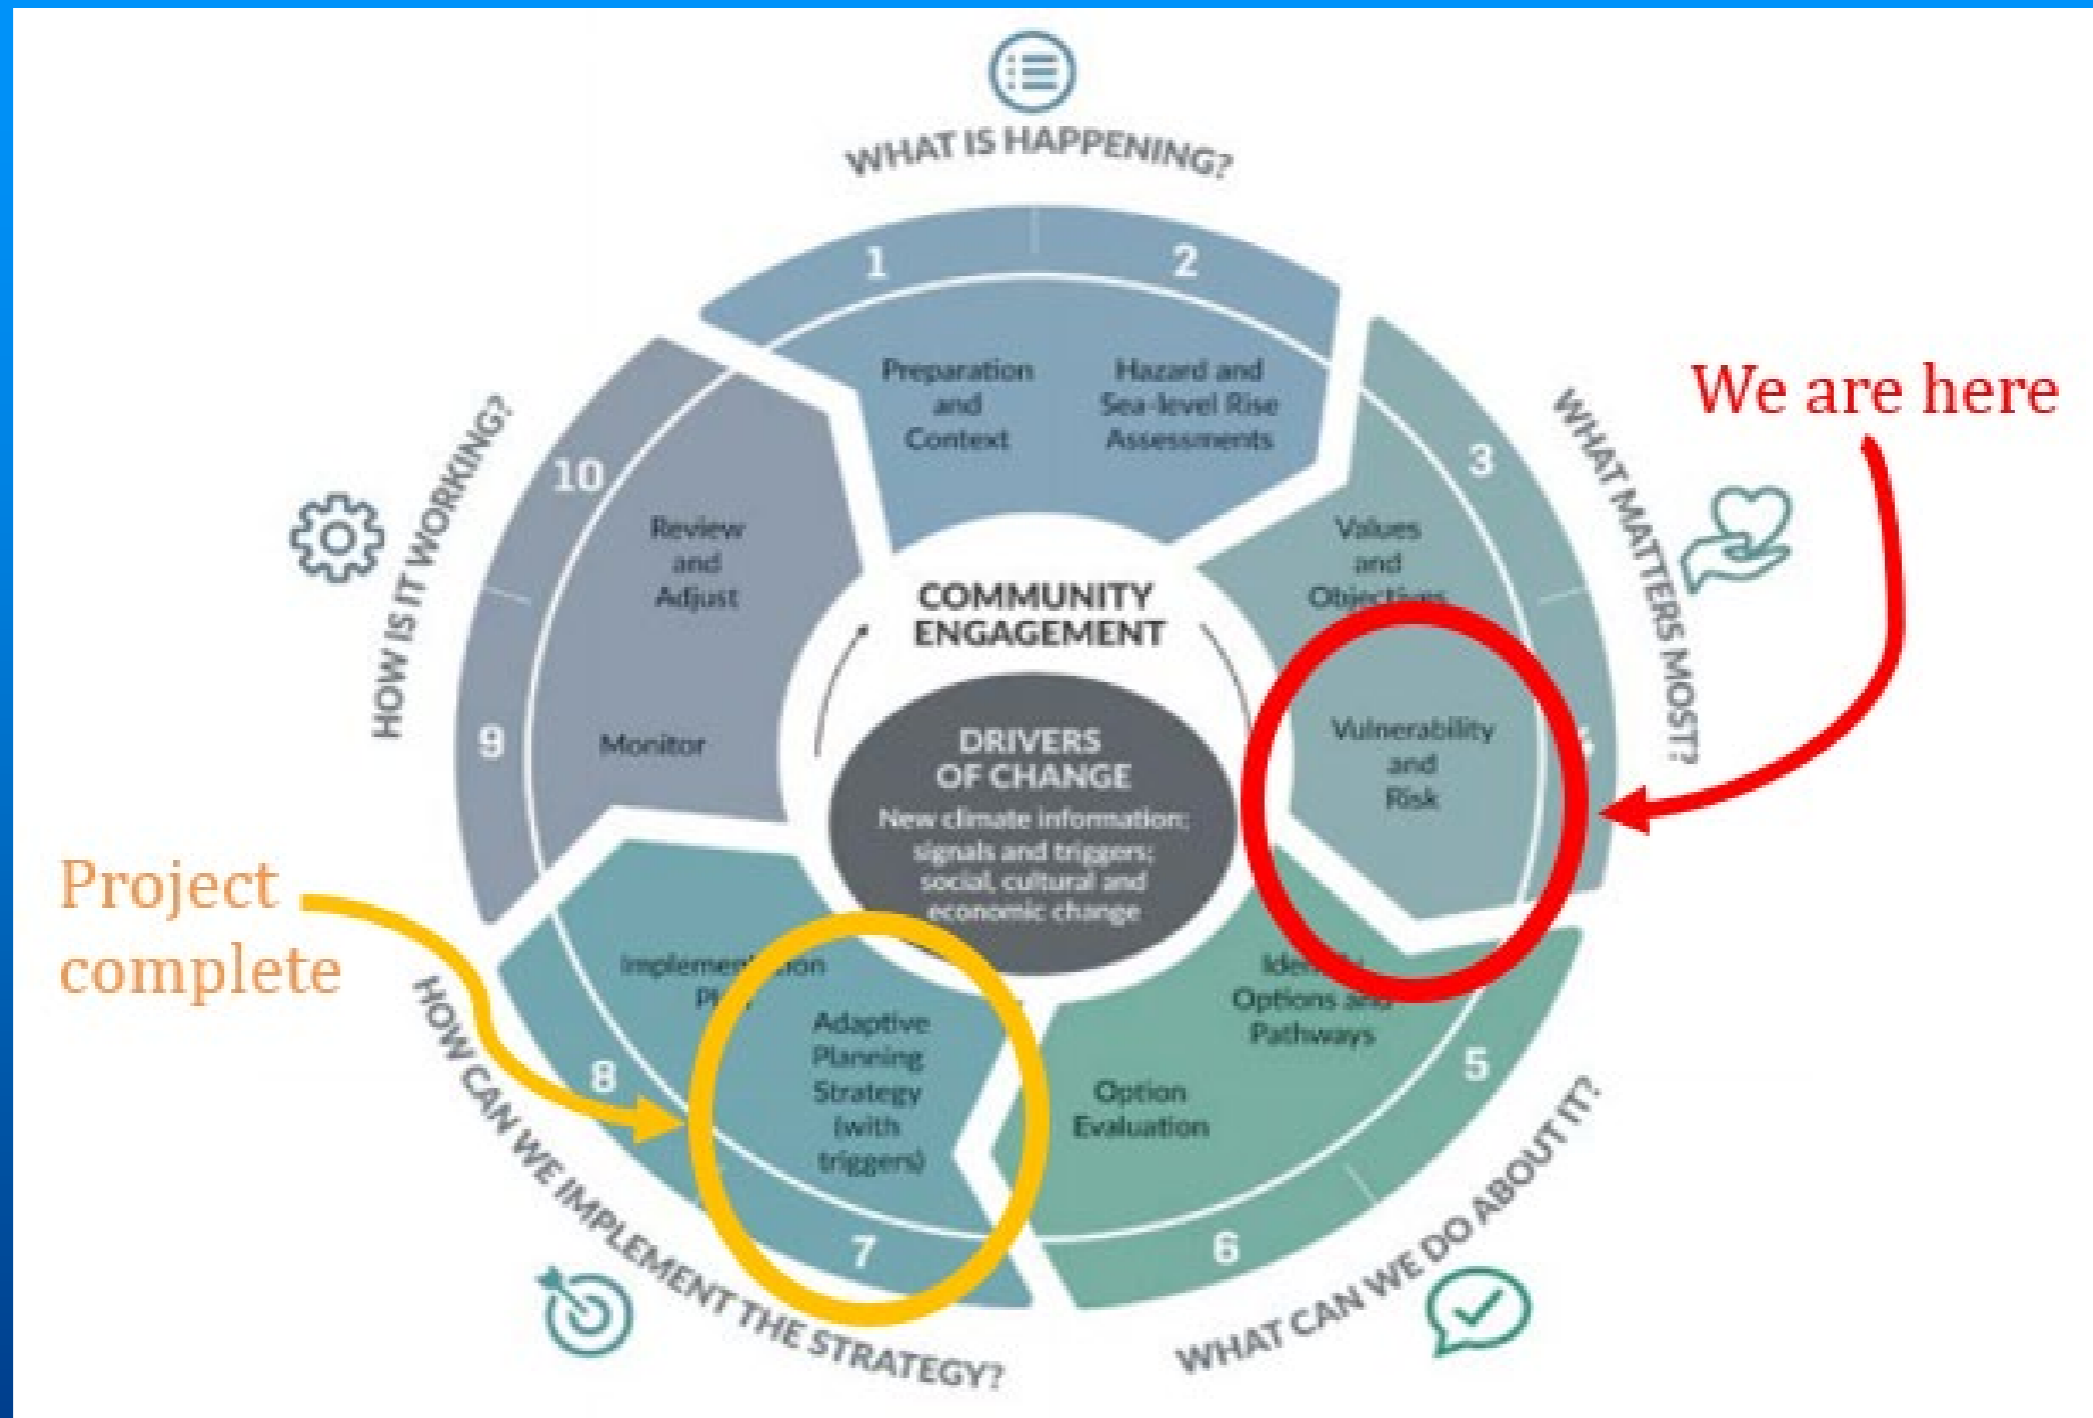 WHAT IS HAPPENING?
1
2
Preparation
and
Context
Hazard and
Sea-level Rise
Assessments
We are here
WHAT MATTERS MOST?
3
Values
and
Objectives
Vulnerability
and
Risk
HOW IS IT WORKING?
10
Review
and
Adjust
9
Monitor
COMMUNITY
ENGAGEMENT
DRIVERS
OF CHANGE
New climate information;
signals and triggers;
social, cultural and
economic change
Project
complete
Implementation
Adaptive
Planning
Strategy
(with
triggers)
8
7
HOW CAN WE IMPLEMENT THE STRATEGY?
Identify
Options and
Pathways
5
Option
Evaluation
6
WHAT CAN WE DO ABOUT IT?